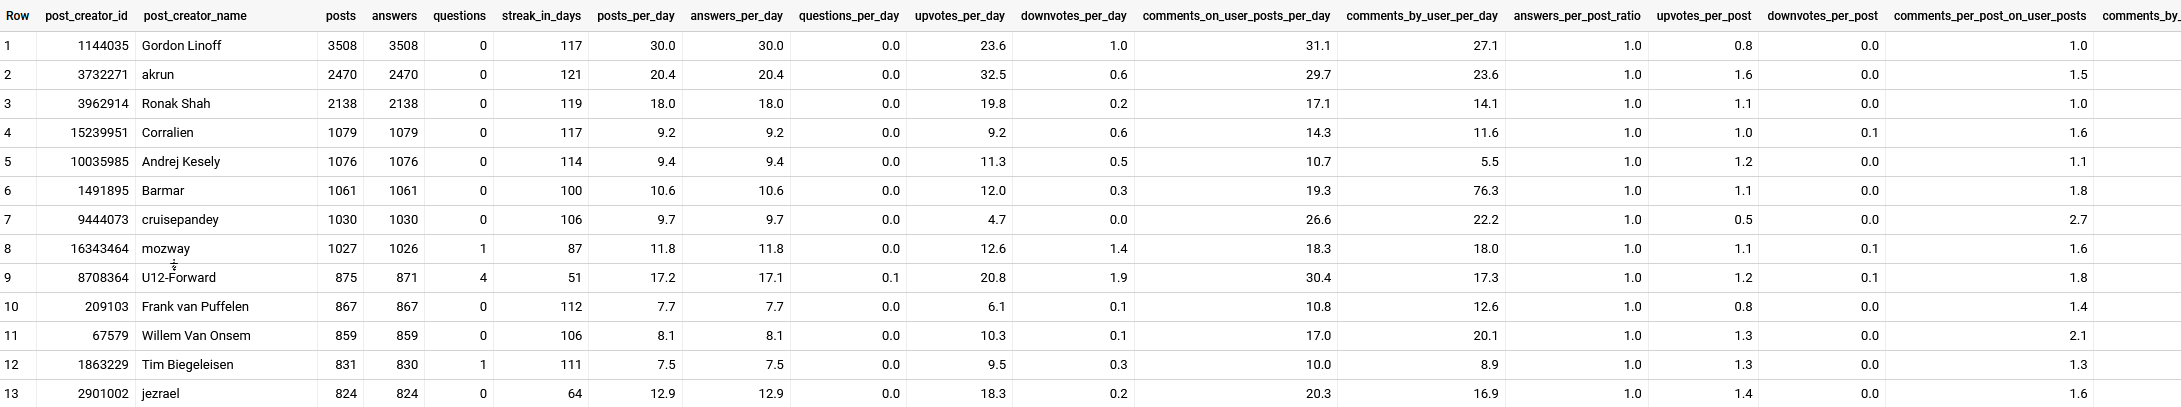 Row post_creator_id post_creator_name posts answers questions streak_in_days posts_per_day answers_per_day questions_per_day upvotes_per_day downvotes_per_day comments_on_user_posts_per_day comments_by_user_per_day answers_per_post_ratio upvotes_per_post downvotes_per_post comments_per_post_on_user_posts comments_by_
1 1144035 Gordon Linoff 3508 3508 0 117 30.0 30.0 0.0 23.6 1.0 31.1 27.1 1.0 0.8 0.0 1.0
2 3732271 akrun 2470 2470 0 121 20.4 20.4 0.0 32.5 0.6 29.7 23.6 1.0 1.6 0.0 1.5
3 3962914 Ronak Shah 2138 2138 0 119 18.0 18.0 0.0 19.8 0.2 17.1 14.1 1.0 1.1 0.0 1.0
4 15239951 Corralien 1079 1079 0 117 9.2 9.2 0.0 9.2 0.6 14.3 11.6 1.0 1.0 0.1 1.6
5 10035985 Andrej Kesely 1076 1076 0 114 9.4 9.4 0.0 11.3 0.5 10.7 5.5 1.0 1.2 0.0 1.1
6 1491895 Barmar 1061 1061 0 100 10.6 10.6 0.0 12.0 0.3 19.3 76.3 1.0 1.1 0.0 1.8
7 9444073 cruisepandey 1030 1030 0 106 9.7 9.7 0.0 4.7 0.0 26.6 22.2 1.0 0.5 0.0 2.7
8 16343464 mozway 1027 1026 1 87 11.8 11.8 0.0 12.6 1.4 18.3 18.0 1.0 1.1 0.1 1.6
9 8708364 U12-Forward 875 871 4 51 17.2 17.1 0.1 20.8 1.9 30.4 17.3 1.0 1.2 0.1 1.8
10 209103 Frank van Puffelen 867 867 0 112 7.7 7.7 0.0 6.1 0.1 10.8 12.6 1.0 0.8 0.0 1.4
11 67579 Willem Van Onsem 859 859 0 106 8.1 8.1 0.0 10.3 0.1 17.0 20.1 1.0 1.3 0.0 2.1
12 1863229 Tim Biegeleisen 831 830 1 111 7.5 7.5 0.0 9.5 0.3 10.0 8.9 1.0 1.3 0.0 1.3
13 2901002 jezrael 824 824 0 64 12.9 12.9 0.0 18.3 0.2 20.3 16.9 1.0 1.4 0.0 1.6